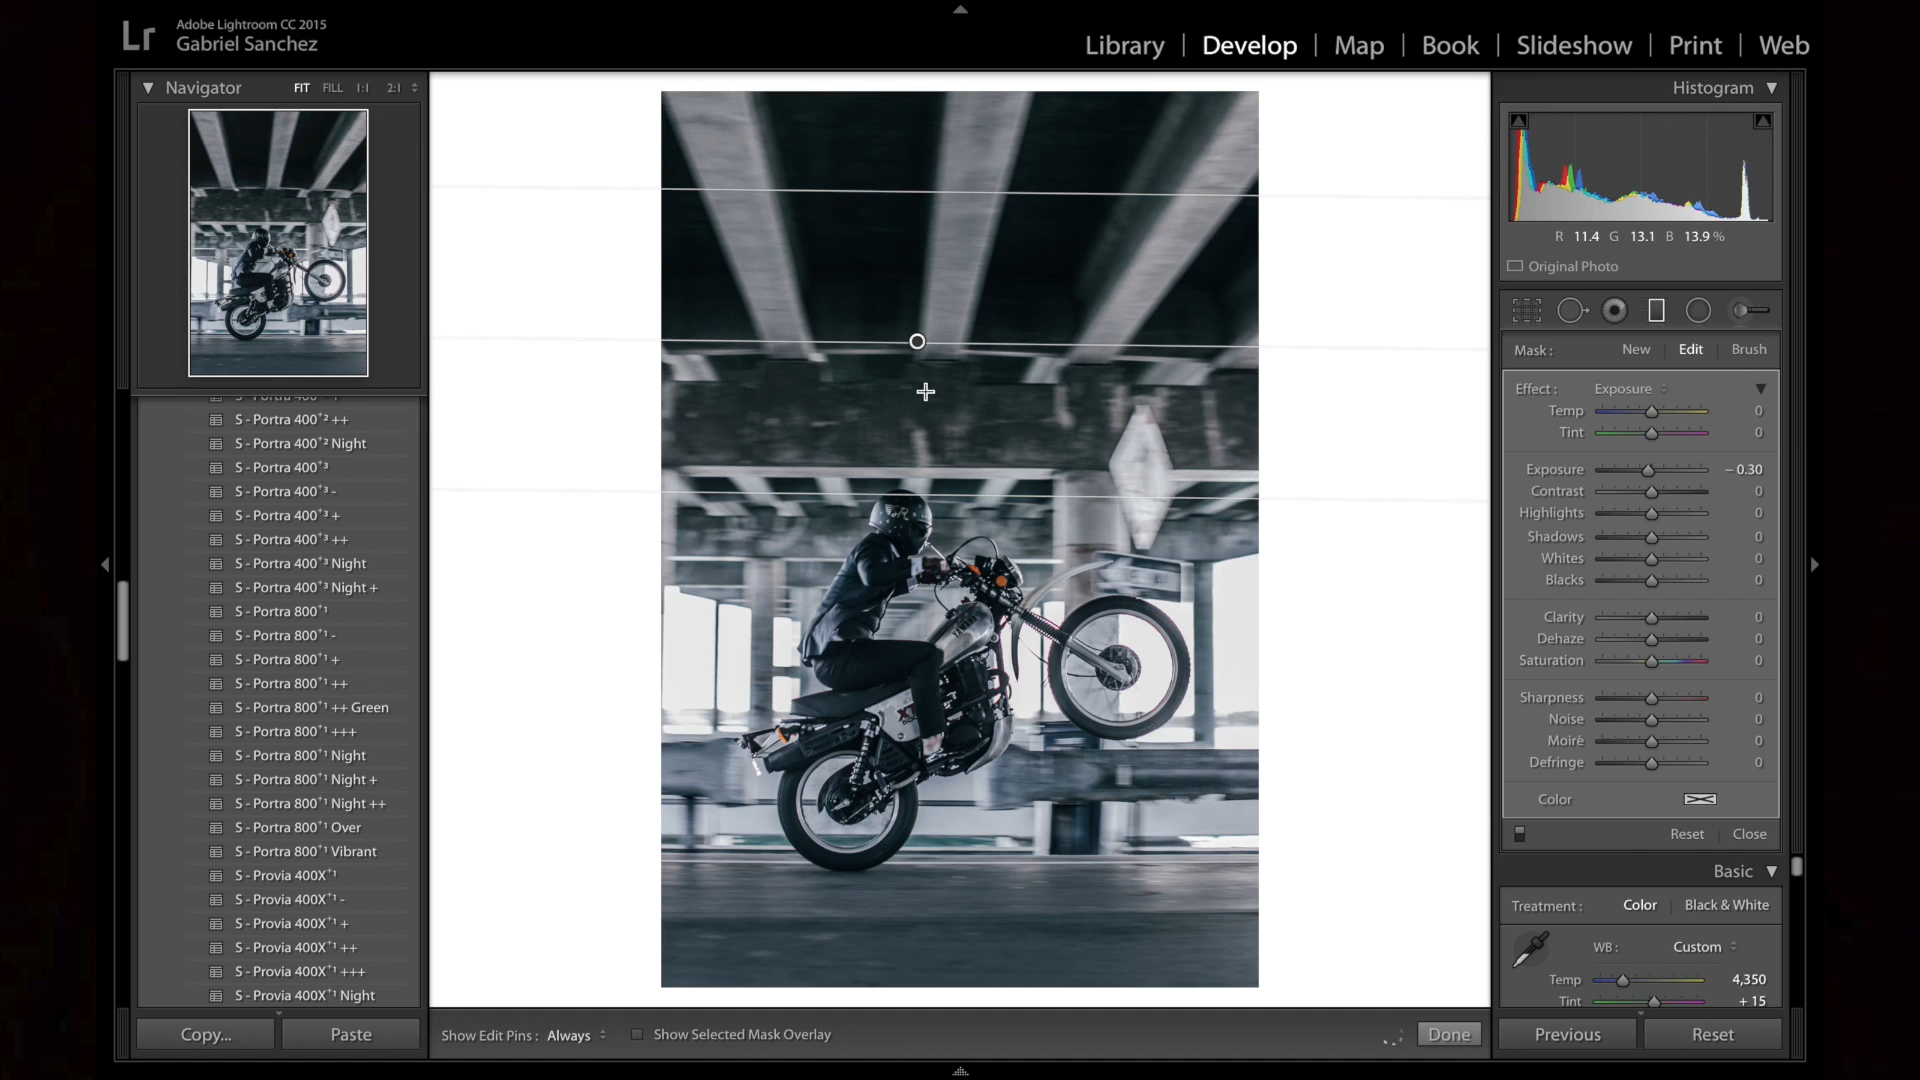 Lr
Adobe Lightroom CC 2015
Gabriel Sanchez
Library | Develop | Map | Book | Slideshow | Print | Web
Navigator FIT FILL 1:1 2:1
S - Portra 400⁺² ++
S - Portra 400⁺² Night
S - Portra 400⁺³
S - Portra 400⁺³ -
S - Portra 400⁺³ +
S - Portra 400⁺³ ++
S - Portra 400⁺³ Night
S - Portra 400⁺³ Night +
S - Portra 800⁺¹
S - Portra 800⁺¹ -
S - Portra 800⁺¹ +
S - Portra 800⁺¹ ++
S - Portra 800⁺¹ ++ Green
S - Portra 800⁺¹ +++
S - Portra 800⁺¹ Night
S - Portra 800⁺¹ Night +
S - Portra 800⁺¹ Night ++
S - Portra 800⁺¹ Over
S - Portra 800⁺¹ Vibrant
S - Provia 400X⁺¹
S - Provia 400X⁺¹ -
S - Provia 400X⁺¹ +
S - Provia 400X⁺¹ ++
S - Provia 400X⁺¹ +++
S - Provia 400X⁺¹ Night
Copy... Paste
Show Edit Pins : Always Show Selected Mask Overlay Done
Histogram
R 11.4 G 13.1 B 13.9 %
Original Photo
Mask : New | Edit | Brush
Effect : Exposure
Temp 0
Tint 0
Exposure – 0.30
Contrast 0
Highlights 0
Shadows 0
Whites 0
Blacks 0
Clarity 0
Dehaze 0
Saturation 0
Sharpness 0
Noise 0
Moiré 0
Defringe 0
Color
Reset | Close
Basic
Treatment : Color | Black & White
WB : Custom
Temp 4,350
Tint + 15
Previous Reset